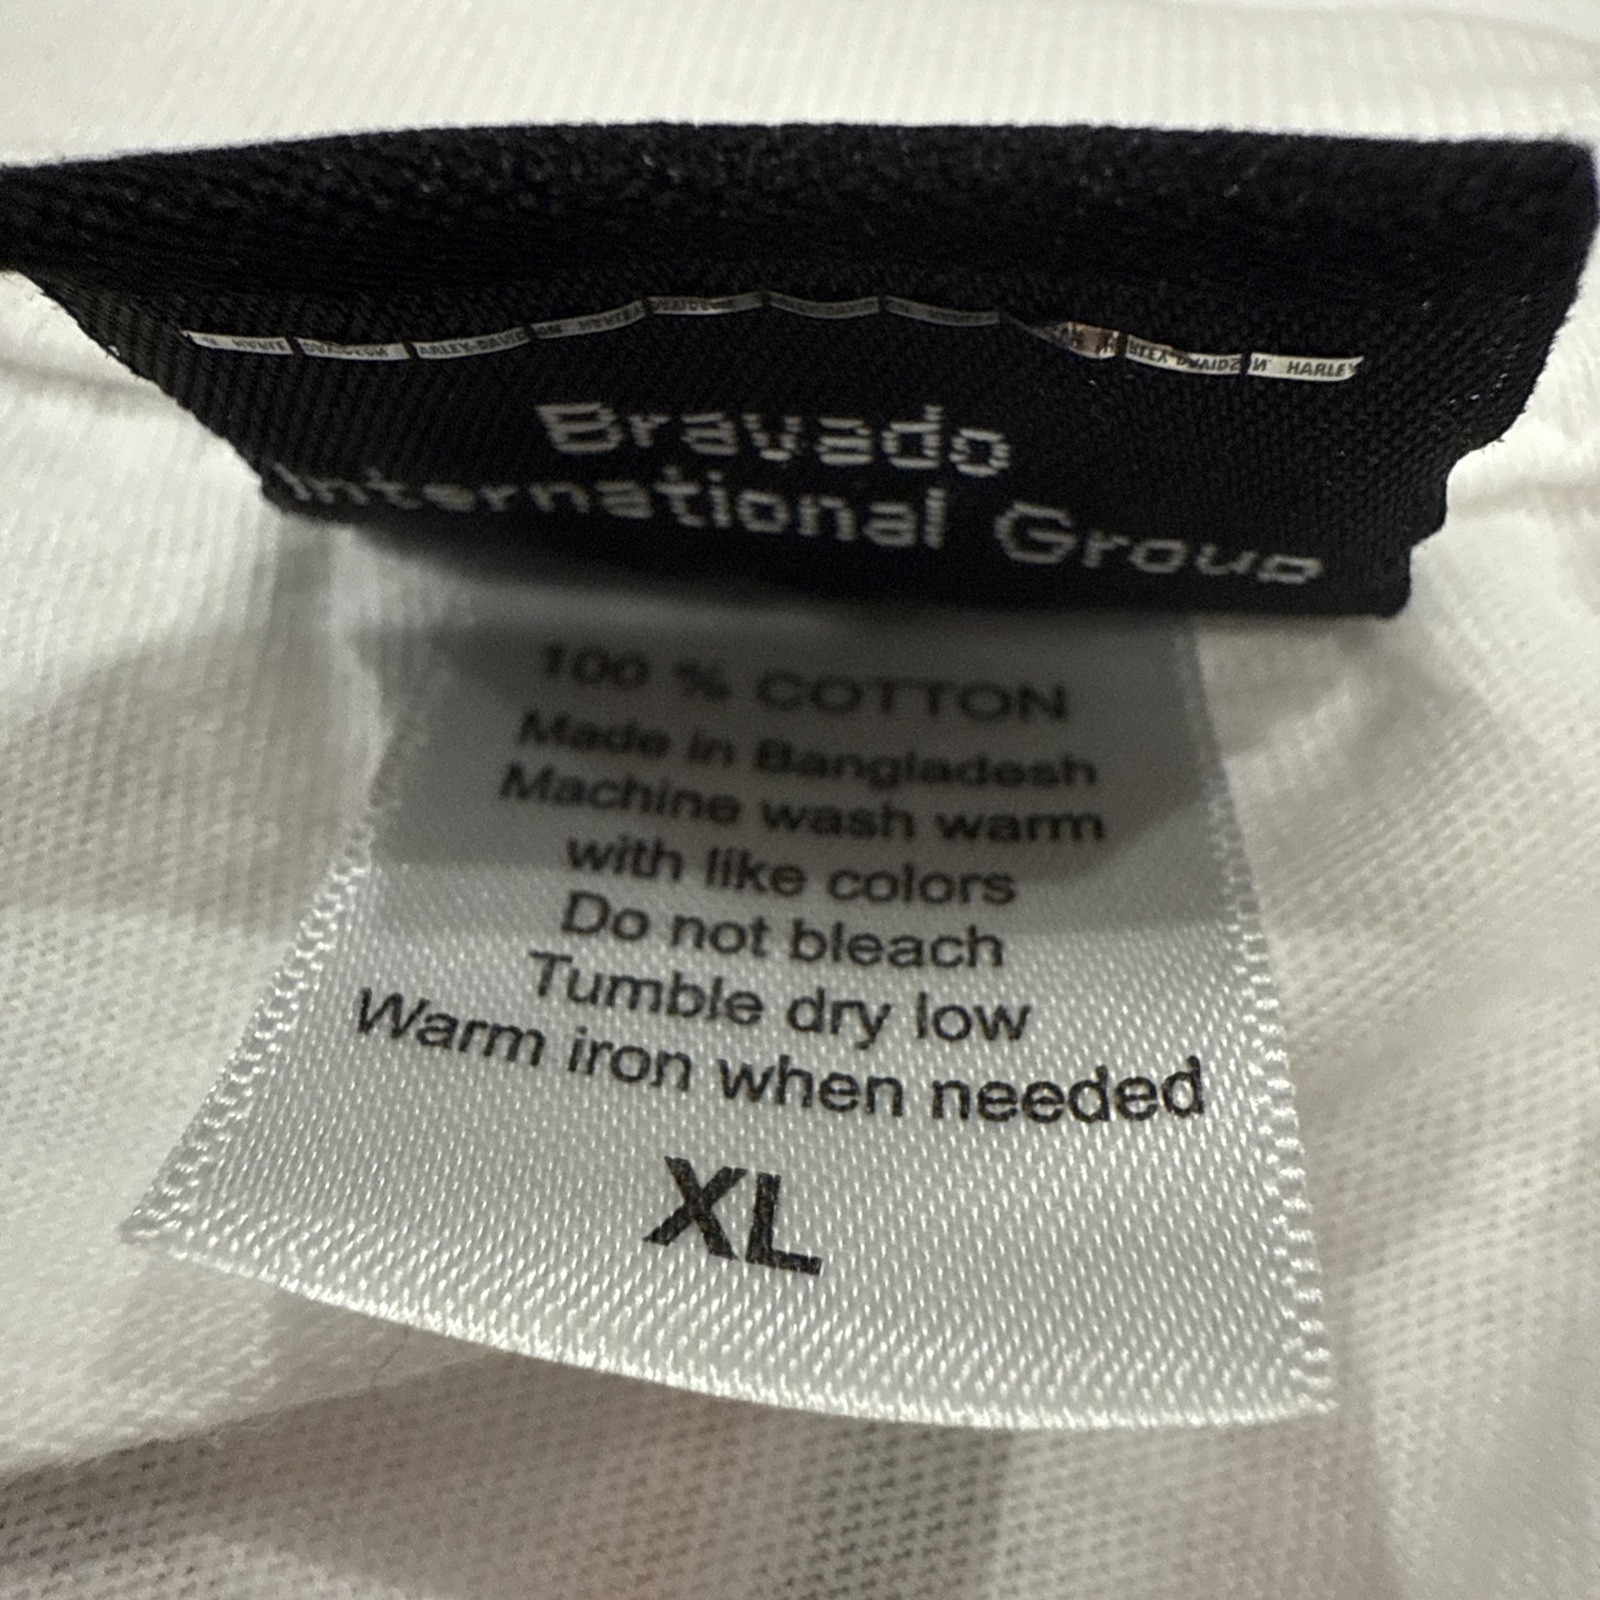 HARLEY
Bravado
International Group
100 % COTTON
Made in Bangladesh
Machine wash warm
with like colors
Do not bleach
Tumble dry low
Warm iron when needed
XL